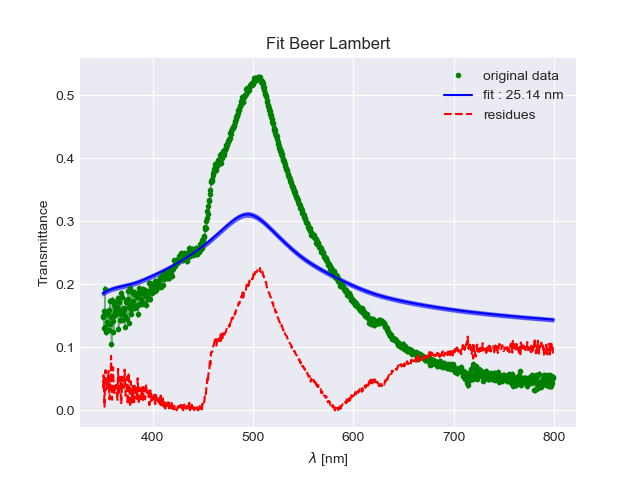 Fit Beer Lambert
original data
fit : 25.14 nm
residues
Transmittance
0.5
0.4
0.3
0.2
0.1
0.0
400 500 600 700 800
λ [nm]